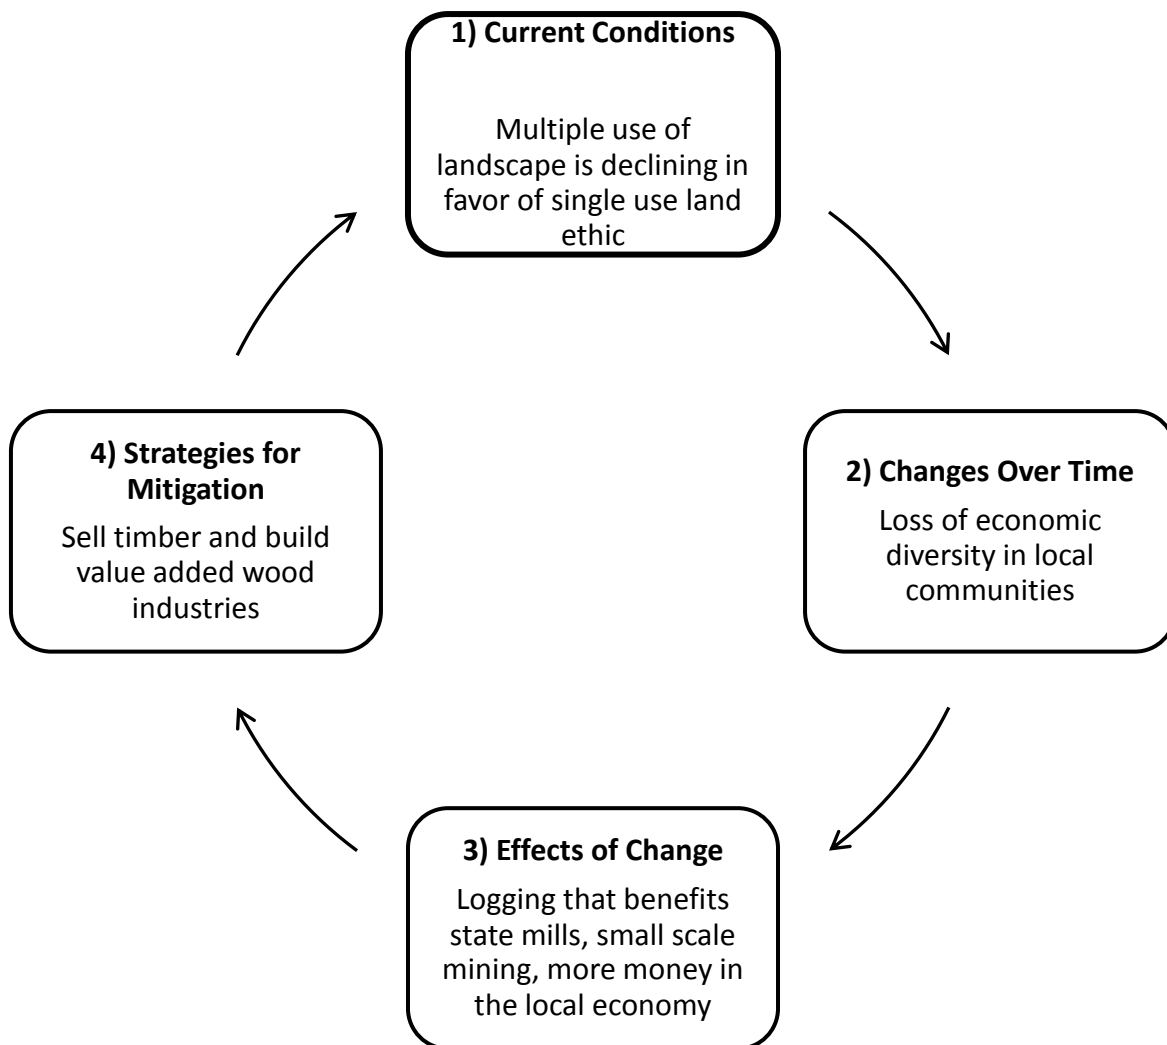 1) Current Conditions
Multiple use of
landscape is declining in
favor of single use land
ethic
2) Changes Over Time
Loss of economic
diversity in local
communities
3) Effects of Change
Logging that benefits
state mills, small scale
mining, more money in
the local economy
4) Strategies for
Mitigation
Sell timber and build
value added wood
industries